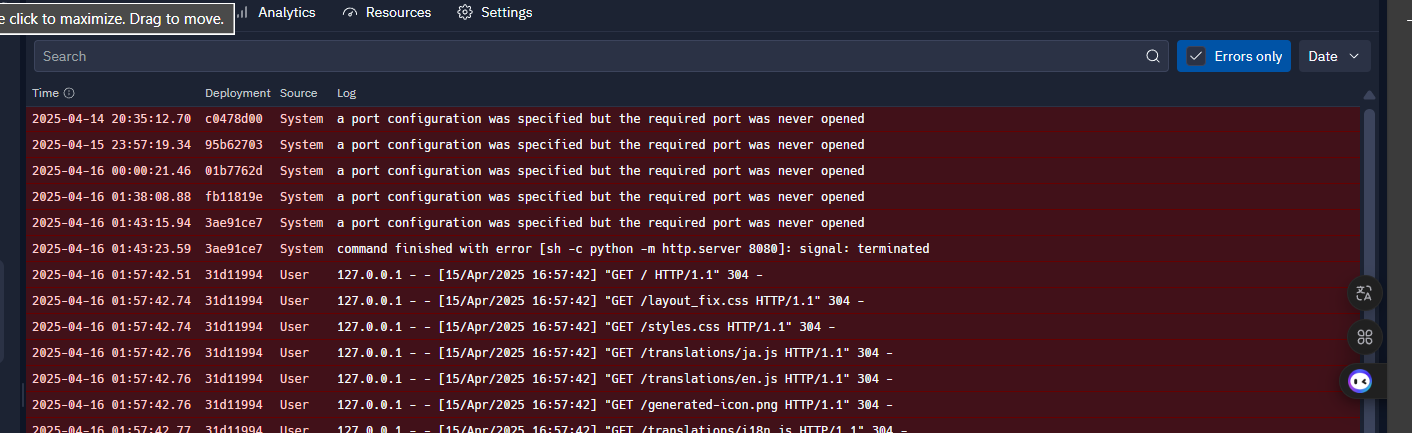 e click to maximize. Drag to move.
Analytics Resources Settings
Search Errors only Date
Time Deployment Source Log
2025-04-14 20:35:12.70 c0478d00 System a port configuration was specified but the required port was never opened
2025-04-15 23:57:19.34 95b62703 System a port configuration was specified but the required port was never opened
2025-04-16 00:00:21.46 01b7762d System a port configuration was specified but the required port was never opened
2025-04-16 01:38:08.88 fb11819e System a port configuration was specified but the required port was never opened
2025-04-16 01:43:15.94 3ae91ce7 System a port configuration was specified but the required port was never opened
2025-04-16 01:43:23.59 3ae91ce7 System command finished with error [sh -c python -m http.server 8080]: signal: terminated
2025-04-16 01:57:42.51 31d11994 User 127.0.0.1 - - [15/Apr/2025 16:57:42] "GET / HTTP/1.1" 304 -
2025-04-16 01:57:42.74 31d11994 User 127.0.0.1 - - [15/Apr/2025 16:57:42] "GET /layout_fix.css HTTP/1.1" 304 -
2025-04-16 01:57:42.74 31d11994 User 127.0.0.1 - - [15/Apr/2025 16:57:42] "GET /styles.css HTTP/1.1" 304 -
2025-04-16 01:57:42.76 31d11994 User 127.0.0.1 - - [15/Apr/2025 16:57:42] "GET /translations/ja.js HTTP/1.1" 304 -
2025-04-16 01:57:42.76 31d11994 User 127.0.0.1 - - [15/Apr/2025 16:57:42] "GET /translations/en.js HTTP/1.1" 304 -
2025-04-16 01:57:42.76 31d11994 User 127.0.0.1 - - [15/Apr/2025 16:57:42] "GET /generated-icon.png HTTP/1.1" 304 -
2025-04-16 01:57:42.77 31d11994 User 127.0.0.1 - - [15/Apr/2025 16:57:42] "GET /translations/i18n.js HTTP/1.1" 304 -